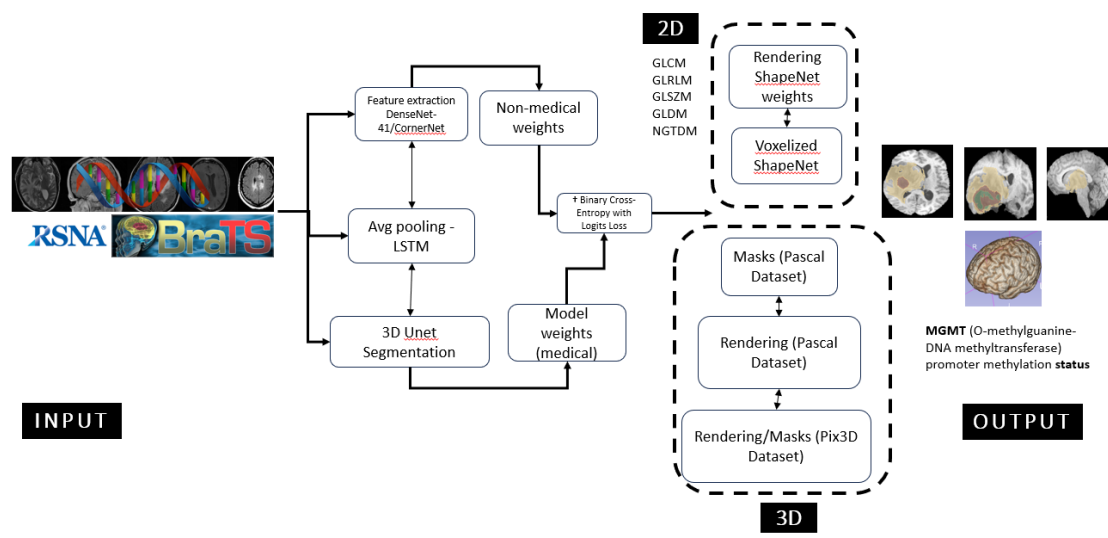 2D
GLCM
GLRLM
GLSZM
GLDM
NGTDM
Rendering
ShapeNet
weights
Voxelized
ShapeNet
Feature extraction
DenseNet-
41/CornerNet
Non-medical
weights
RSNA
BraTS
Avg pooling -
LSTM
† Binary Cross-
Entropy with
Logits Loss
3D Unet
Segmentation
Model
weights
(medical)
Masks (Pascal
Dataset)
Rendering (Pascal
Dataset)
Rendering/Masks (Pix3D
Dataset)
3D
R
MGMT (O-methylguanine-
DNA methyltransferase)
promoter methylation status
INPUT
OUTPUT